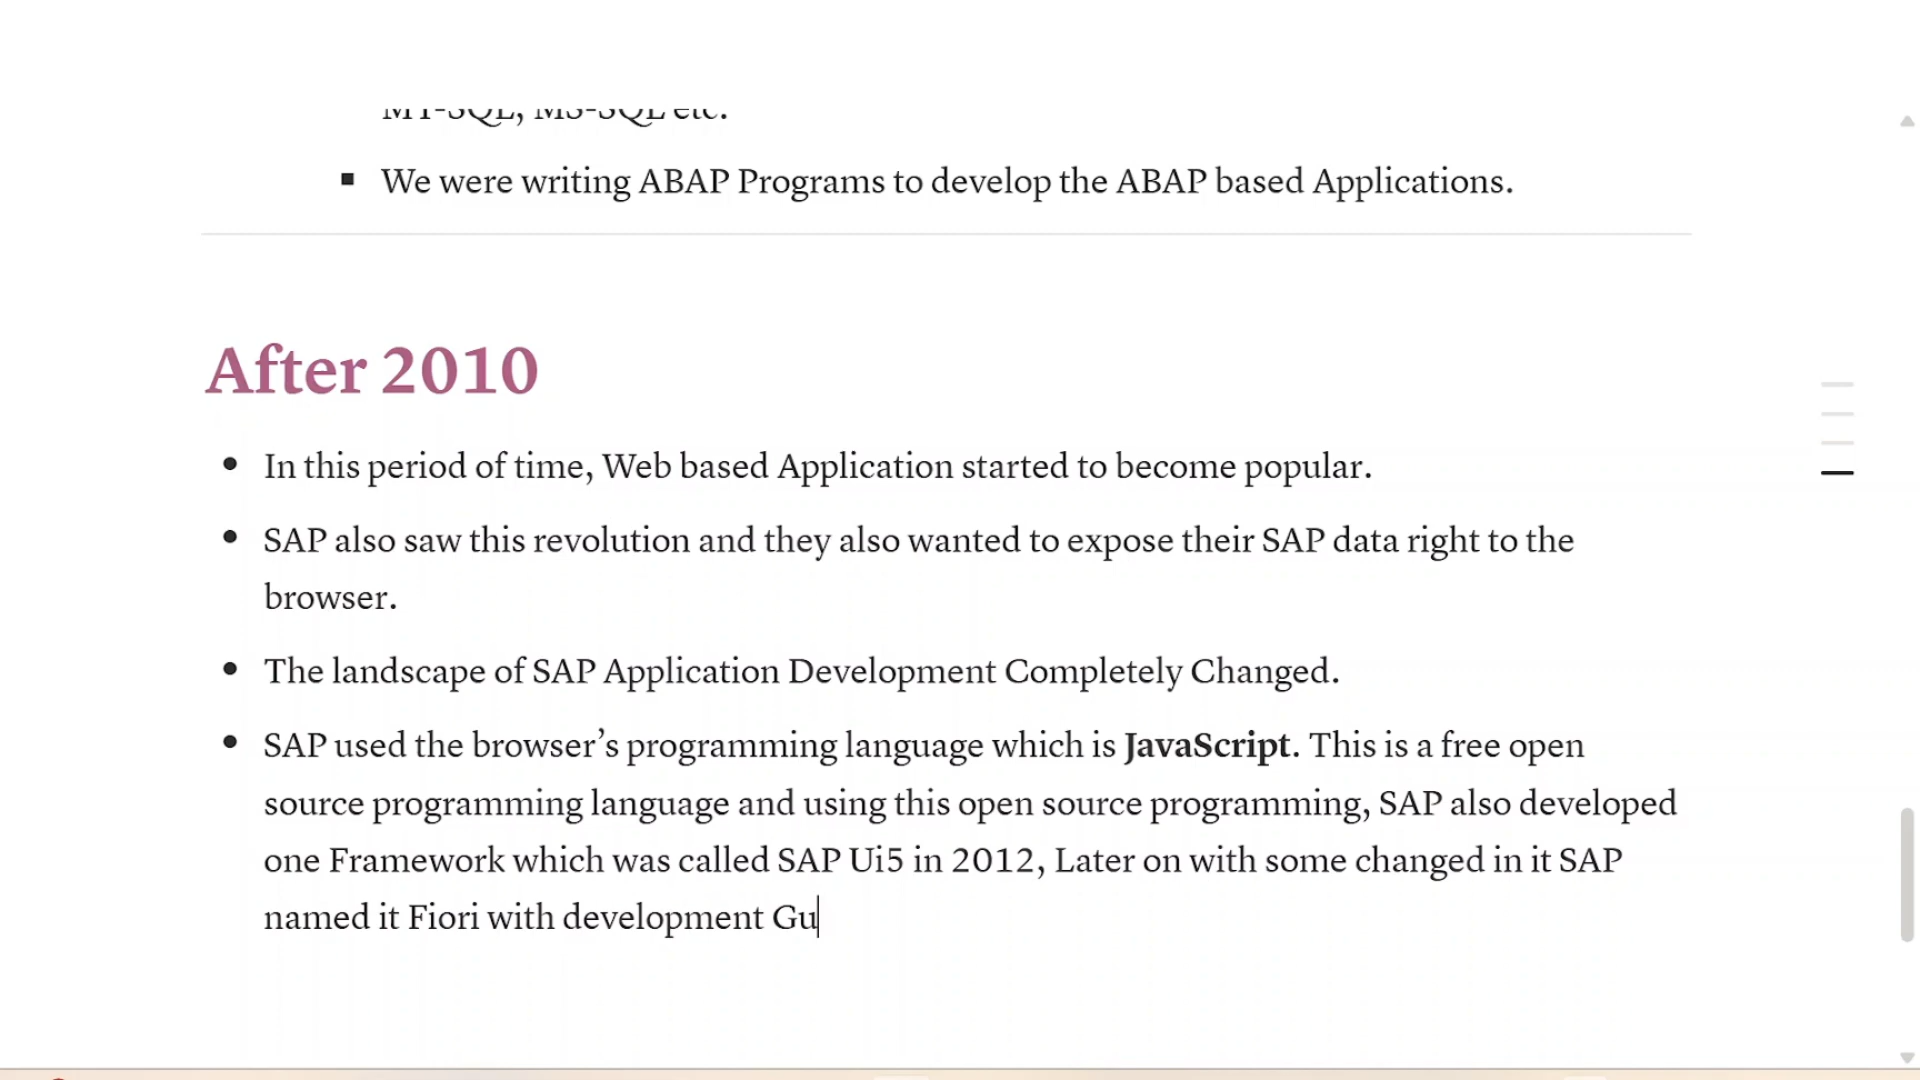 MY-SQL, MS-SQL etc.
We were writing ABAP Programs to develop the ABAP based Applications.
After 2010
In this period of time, Web based Application started to become popular.
SAP also saw this revolution and they also wanted to expose their SAP data right to the
browser.
The landscape of SAP Application Development Completely Changed.
SAP used the browser’s programming language which is JavaScript. This is a free open
source programming language and using this open source programming, SAP also developed
one Framework which was called SAP Ui5 in 2012, Later on with some changed in it SAP
named it Fiori with development Gu